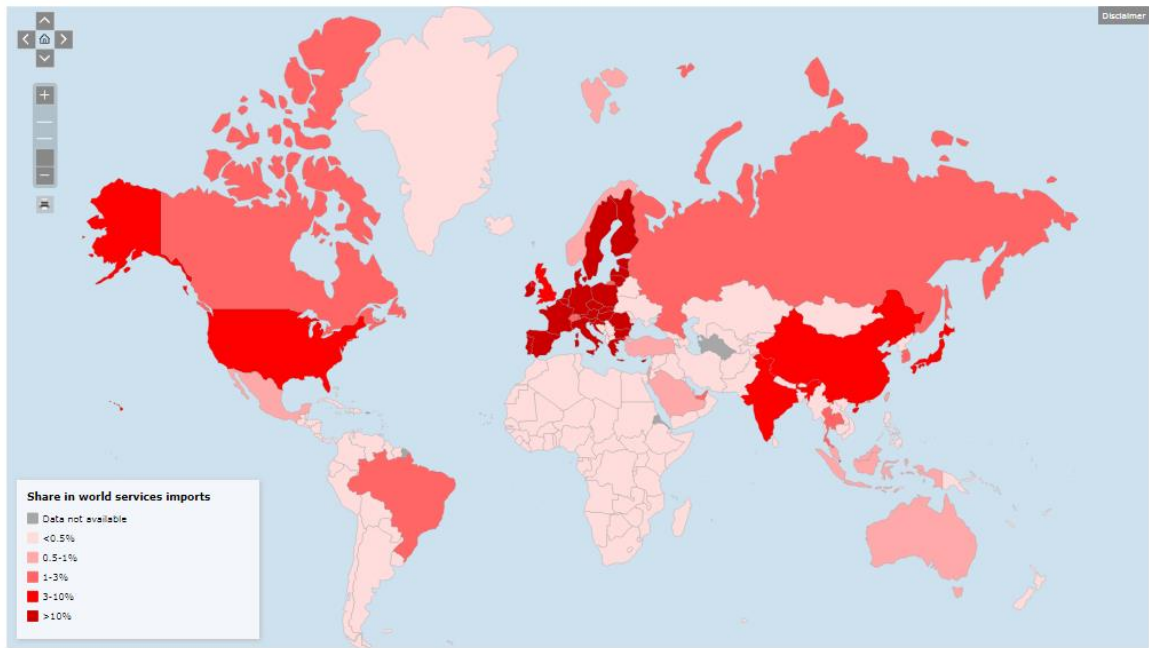 Disclaimer
+
−
Share in world services imports
Data not available
<0.5%
0.5-1%
1-3%
3-10%
>10%